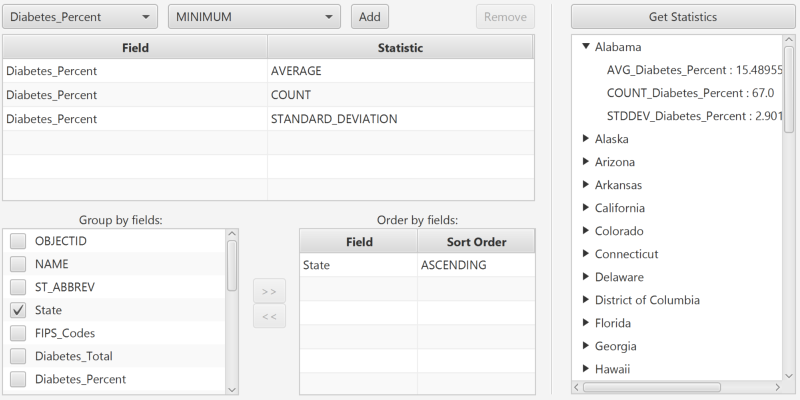 Diabetes_Percent MINIMUM Add Remove
Field Statistic
Diabetes_Percent AVERAGE
Diabetes_Percent COUNT
Diabetes_Percent STANDARD_DEVIATION
Group by fields:
OBJECTID
NAME
ST_ABBREV
State
FIPS_Codes
Diabetes_Total
Diabetes_Percent
>>
<<
Order by fields:
Field Sort Order
State ASCENDING
Get Statistics
Alabama
AVG_Diabetes_Percent : 15.48955
COUNT_Diabetes_Percent : 67.0
STDDEV_Diabetes_Percent : 2.901
Alaska
Arizona
Arkansas
California
Colorado
Connecticut
Delaware
District of Columbia
Florida
Georgia
Hawaii